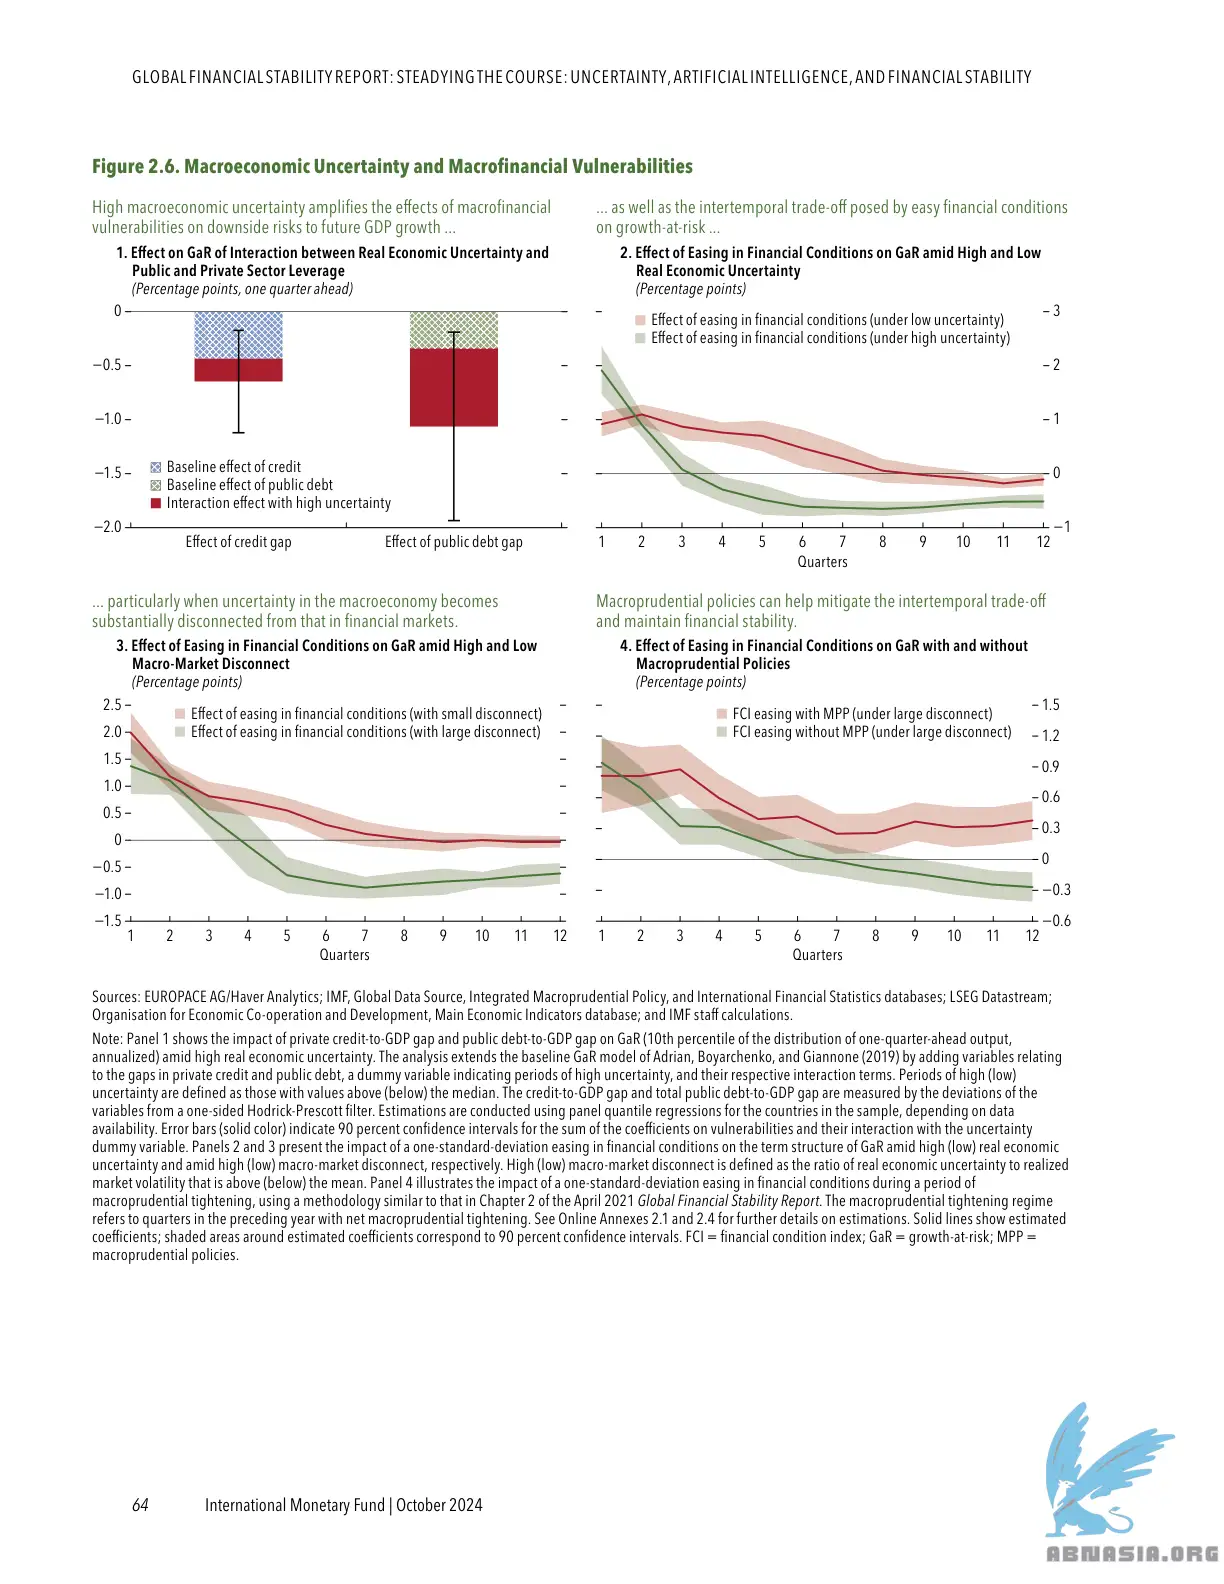 GLOBAL FINANCIAL STABILITY REPORT: STEADYING THE COURSE: UNCERTAINTY, ARTIFICIAL INTELLIGENCE, AND FINANCIAL STABILITY
Figure 2.6. Macroeconomic Uncertainty and Macrofinancial Vulnerabilities
High macroeconomic uncertainty amplifies the effects of macrofinancial
vulnerabilities on downside risks to future GDP growth ...
1. Effect on GaR of Interaction between Real Economic Uncertainty and
Public and Private Sector Leverage
(Percentage points, one quarter ahead)
0
−0.5
−1.0
−1.5
−2.0
Baseline effect of credit
Baseline effect of public debt
Interaction effect with high uncertainty
Effect of credit gap
Effect of public debt gap
... as well as the intertemporal trade-off posed by easy financial conditions
on growth-at-risk ...
2. Effect of Easing in Financial Conditions on GaR amid High and Low
Real Economic Uncertainty
(Percentage points)
Effect of easing in financial conditions (under low uncertainty)
Effect of easing in financial conditions (under high uncertainty)
3
2
1
0
−1
1 2 3 4 5 6 7 8 9 10 11 12
Quarters
... particularly when uncertainty in the macroeconomy becomes
substantially disconnected from that in financial markets.
3. Effect of Easing in Financial Conditions on GaR amid High and Low
Macro-Market Disconnect
(Percentage points)
2.5
2.0
1.5
1.0
0.5
0
−0.5
−1.0
−1.5
Effect of easing in financial conditions (with small disconnect)
Effect of easing in financial conditions (with large disconnect)
1 2 3 4 5 6 7 8 9 10 11 12
Quarters
Macroprudential policies can help mitigate the intertemporal trade-off
and maintain financial stability.
4. Effect of Easing in Financial Conditions on GaR with and without
Macroprudential Policies
(Percentage points)
FCI easing with MPP (under large disconnect)
FCI easing without MPP (under large disconnect)
1.5
1.2
0.9
0.6
0.3
0
−0.3
−0.6
1 2 3 4 5 6 7 8 9 10 11 12
Quarters
Sources: EUROPACE AG/Haver Analytics; IMF, Global Data Source, Integrated Macroprudential Policy, and International Financial Statistics databases; LSEG Datastream;
Organisation for Economic Co-operation and Development, Main Economic Indicators database; and IMF staff calculations.
Note: Panel 1 shows the impact of private credit-to-GDP gap and public debt-to-GDP gap on GaR (10th percentile of the distribution of one-quarter-ahead output,
annualized) amid high real economic uncertainty. The analysis extends the baseline GaR model of Adrian, Boyarchenko, and Giannone (2019) by adding variables relating
to the gaps in private credit and public debt, a dummy variable indicating periods of high uncertainty, and their respective interaction terms. Periods of high (low)
uncertainty are defined as those with values above (below) the median. The credit-to-GDP gap and total public debt-to-GDP gap are measured by the deviations of the
variables from a one-sided Hodrick-Prescott filter. Estimations are conducted using panel quantile regressions for the countries in the sample, depending on data
availability. Error bars (solid color) indicate 90 percent confidence intervals for the sum of the coefficients on vulnerabilities and their interaction with the uncertainty
dummy variable. Panels 2 and 3 present the impact of a one-standard-deviation easing in financial conditions on the term structure of GaR amid high (low) real economic
uncertainty and amid high (low) macro-market disconnect, respectively. High (low) macro-market disconnect is defined as the ratio of real economic uncertainty to realized
market volatility that is above (below) the mean. Panel 4 illustrates the impact of a one-standard-deviation easing in financial conditions during a period of
macroprudential tightening, using a methodology similar to that in Chapter 2 of the April 2021 Global Financial Stability Report. The macroprudential tightening regime
refers to quarters in the preceding year with net macroprudential tightening. See Online Annexes 2.1 and 2.4 for further details on estimations. Solid lines show estimated
coefficients; shaded areas around estimated coefficients correspond to 90 percent confidence intervals. FCI = financial condition index; GaR = growth-at-risk; MPP =
macroprudential policies.
64 International Monetary Fund | October 2024
ABNASIA.ORG